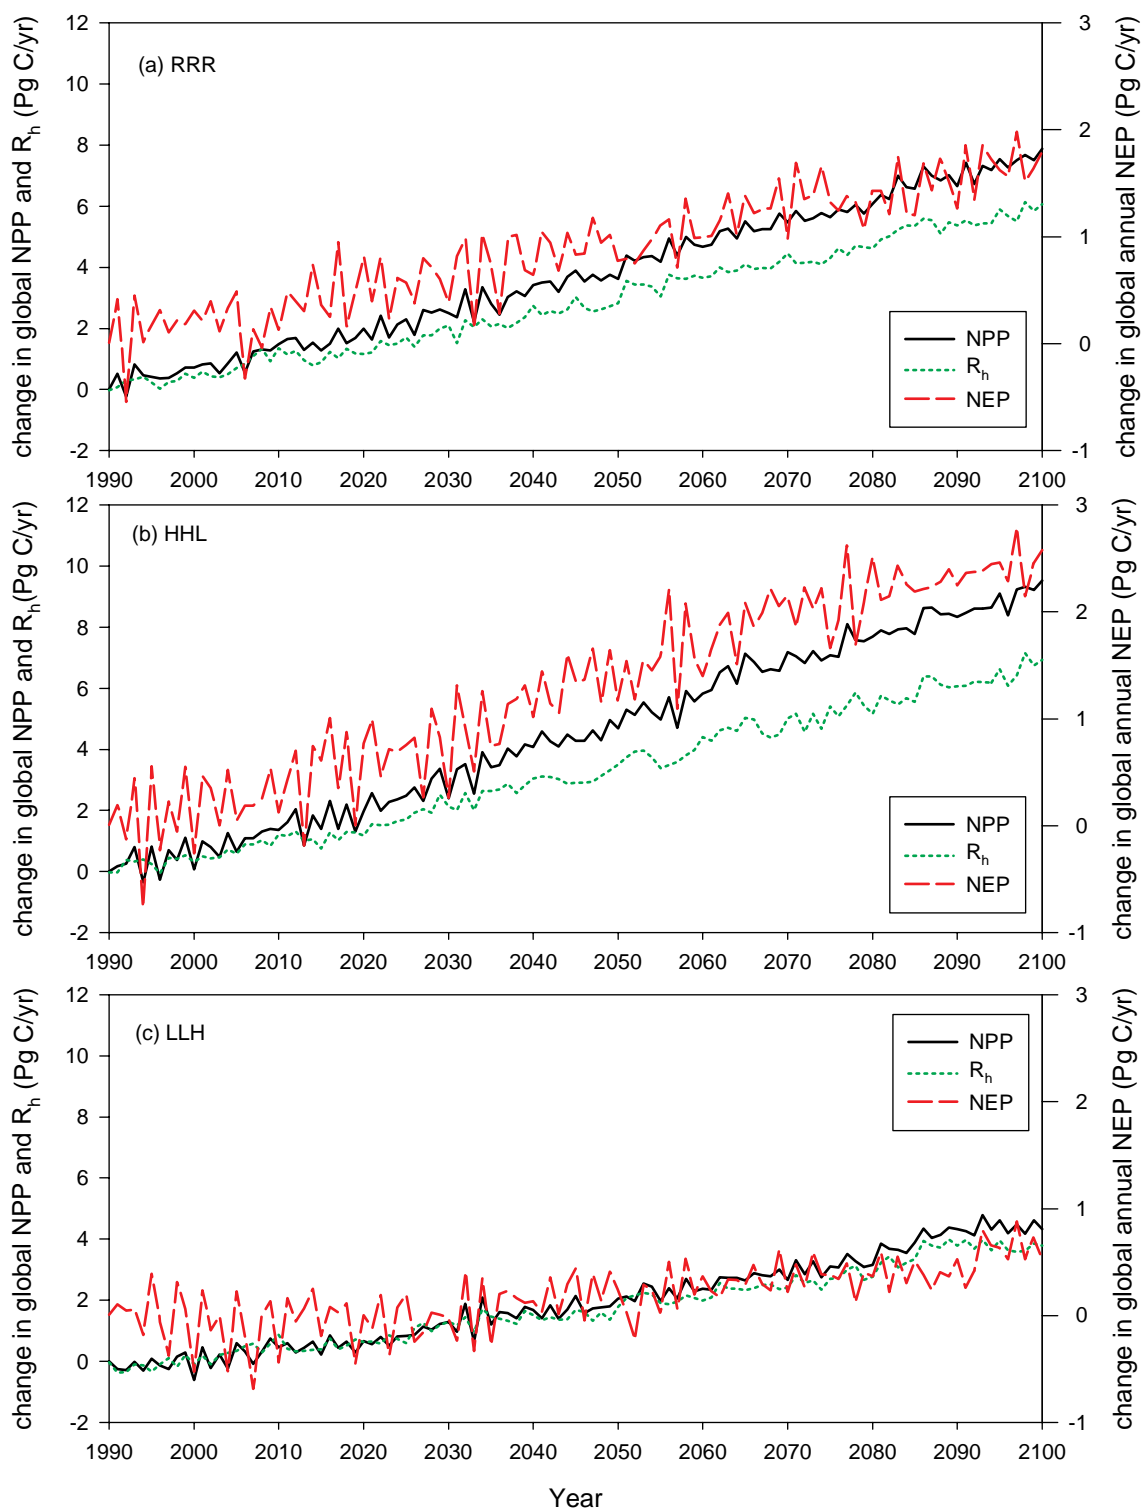 change in global NPP and Rh (Pg C/yr)
12
10
8
6
4
2
0
-2
(a) RRR
3
2
1
0
-1
change in global annual NEP (Pg C/yr)
NPP
Rh
NEP
1990 2000 2010 2020 2030 2040 2050 2060 2070 2080 2090 2100
change in global NPP and Rh(Pg C/yr)
12
10
8
6
4
2
0
-2
(b) HHL
3
2
1
0
-1
change in global annual NEP (Pg C/yr)
NPP
Rh
NEP
1990 2000 2010 2020 2030 2040 2050 2060 2070 2080 2090 2100
change in global NPP and Rh (Pg C/yr)
12
10
8
6
4
2
0
-2
(c) LLH
3
2
1
0
-1
change in global annual NEP (Pg C/yr)
NPP
Rh
NEP
1990 2000 2010 2020 2030 2040 2050 2060 2070 2080 2090 2100
Year